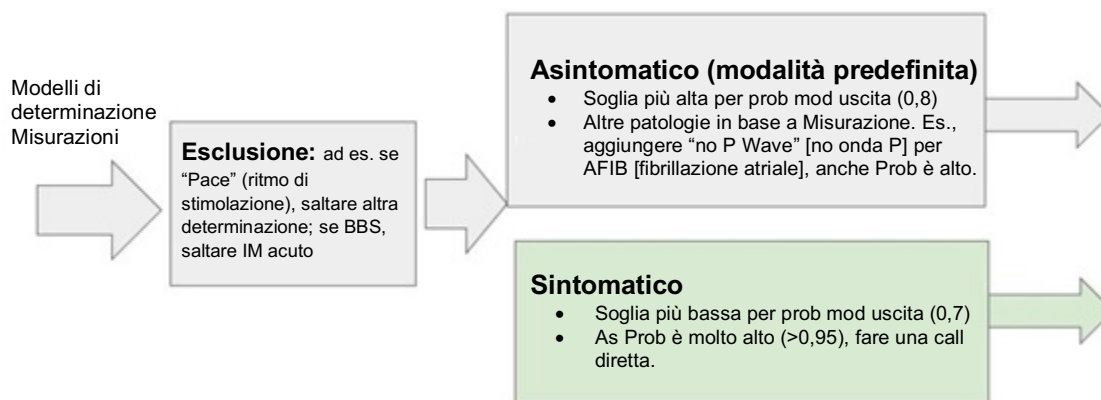 Modelli di
determinazione
Misurazioni
Esclusione: ad es. se
“Pace” (ritmo di
stimolazione), saltare altra
determinazione; se BBS,
saltare IM acuto
Asintomatico (modalità predefinita)
• Soglia più alta per prob mod uscita (0,8)
• Altre patologie in base a Misurazione. Es.,
aggiungere “no P Wave” [no onda P] per
AFIB [fibrillazione atriale], anche Prob è alto.
Sintomatico
• Soglia più bassa per prob mod uscita (0,7)
• As Prob è molto alto (>0,95), fare una call
diretta.